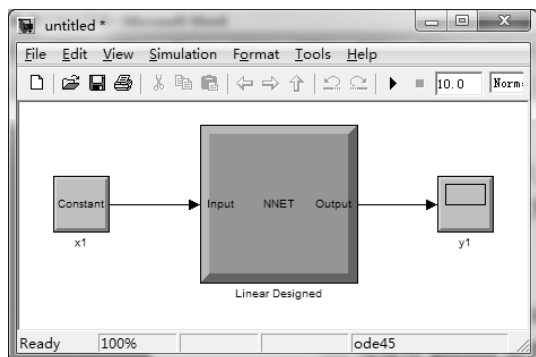 untitled *
File Edit View Simulation Format Tools Help
10.0 Norm
Constant
x1
Input NNET Output
Linear Designed
y1
Ready 100% ode45